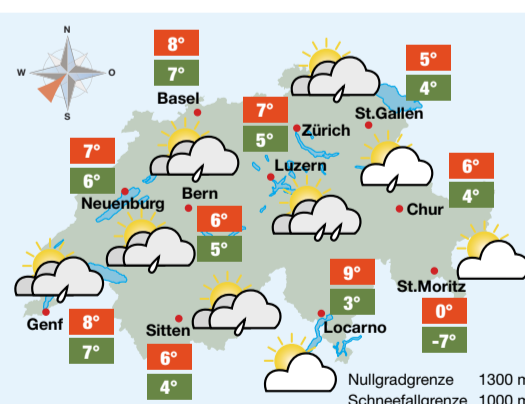 N
W
O
S
8°
7°
Basel
5°
4°
St.Gallen
7°
5°
Zürich
Luzern
7°
6°
Neuenburg
Bern
6°
5°
6°
4°
Chur
St.Moritz
0°
-7°
9°
3°
Locarno
Genf
8°
7°
Sitten
6°
4°
Nullgradgrenze 1300 m
Schneefallgrenze 1000 m